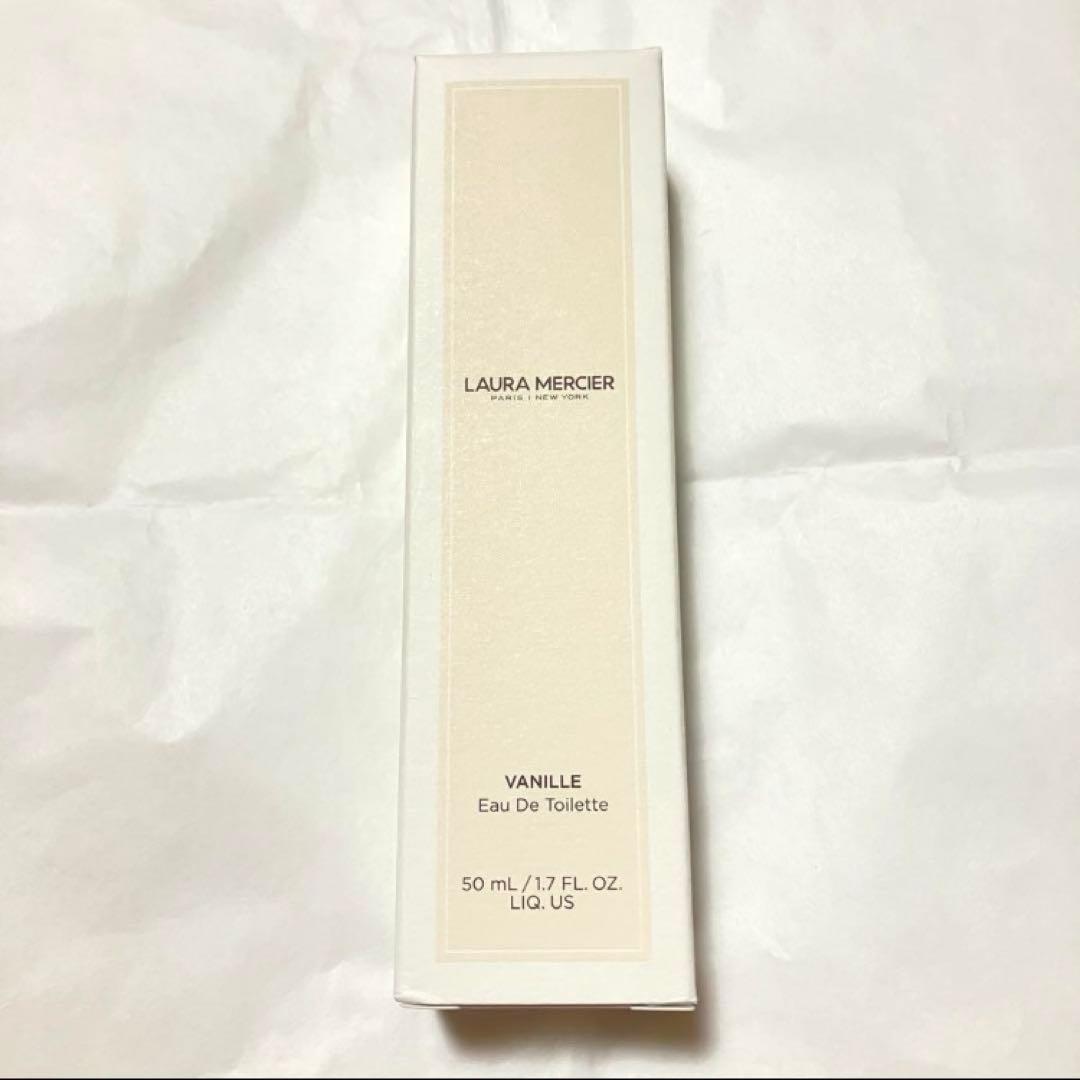 LAURA MERCIER
PARIS | NEW YORK
VANILLE
Eau De Toilette
50 mL / 1.7 FL. OZ.
LIQ. US